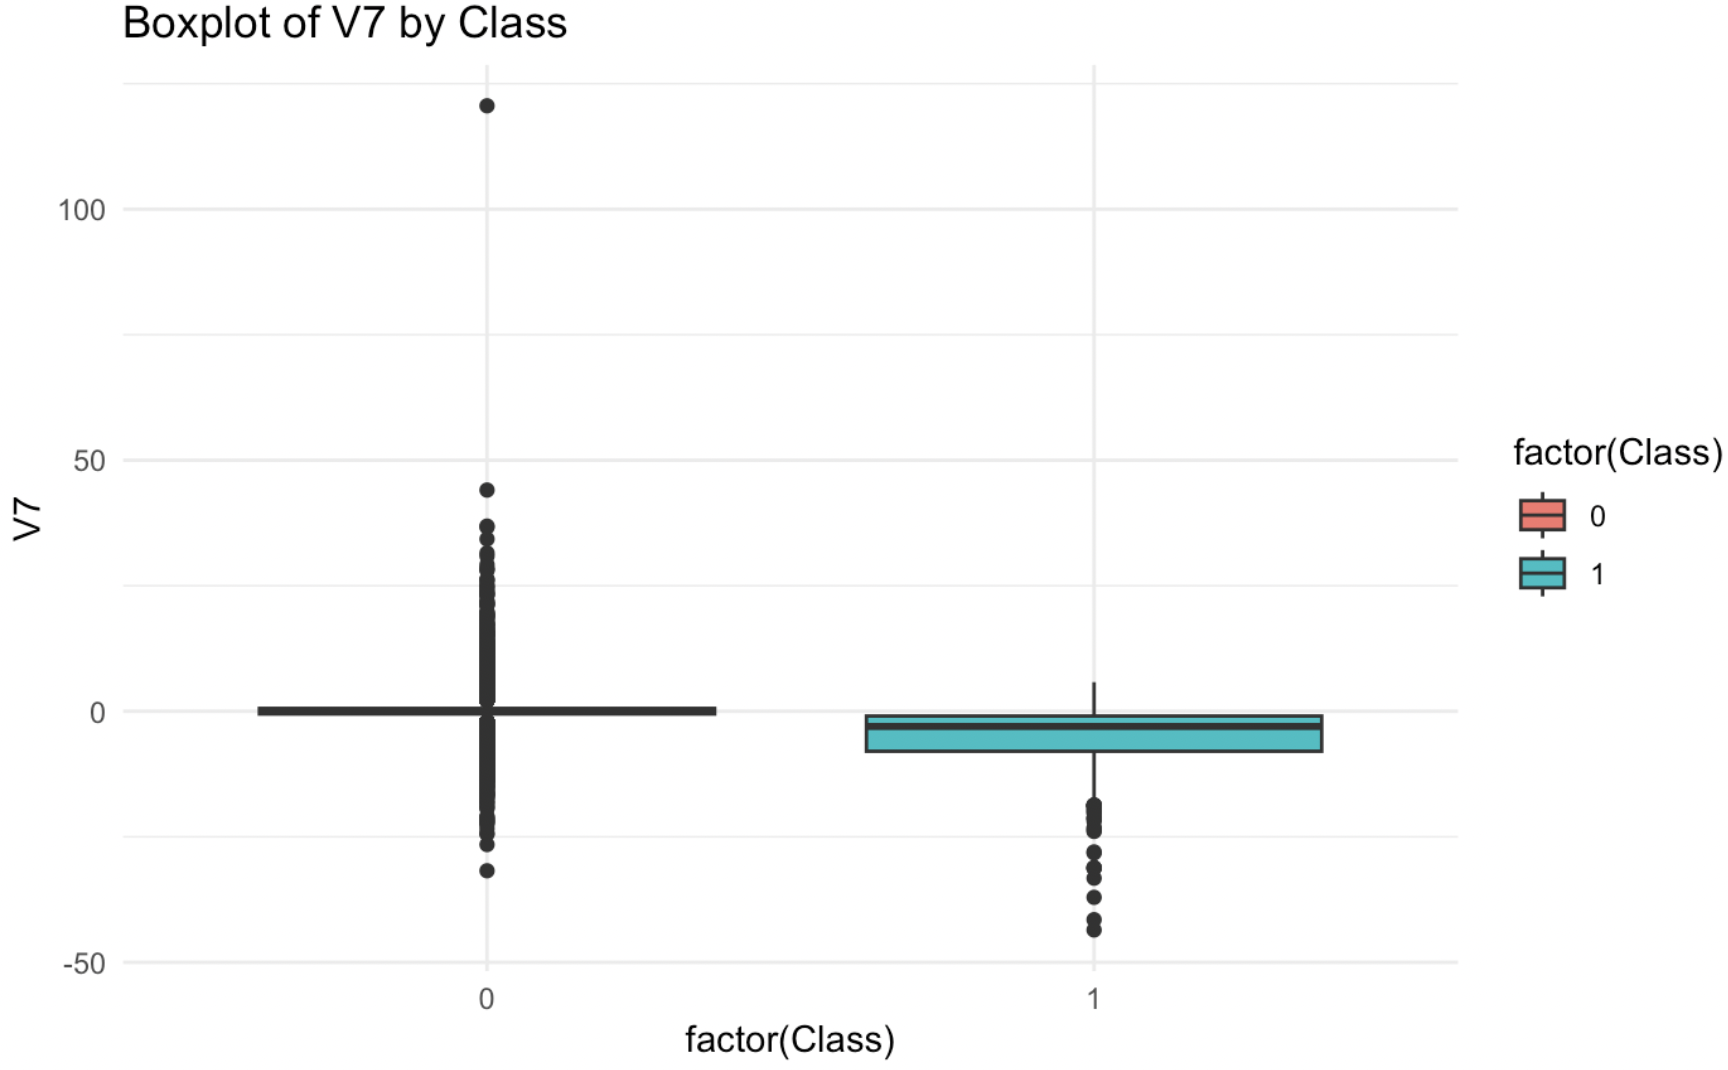 Boxplot of V7 by Class
100
50
0
-50
V7
0
1
factor(Class)
factor(Class)
0
1